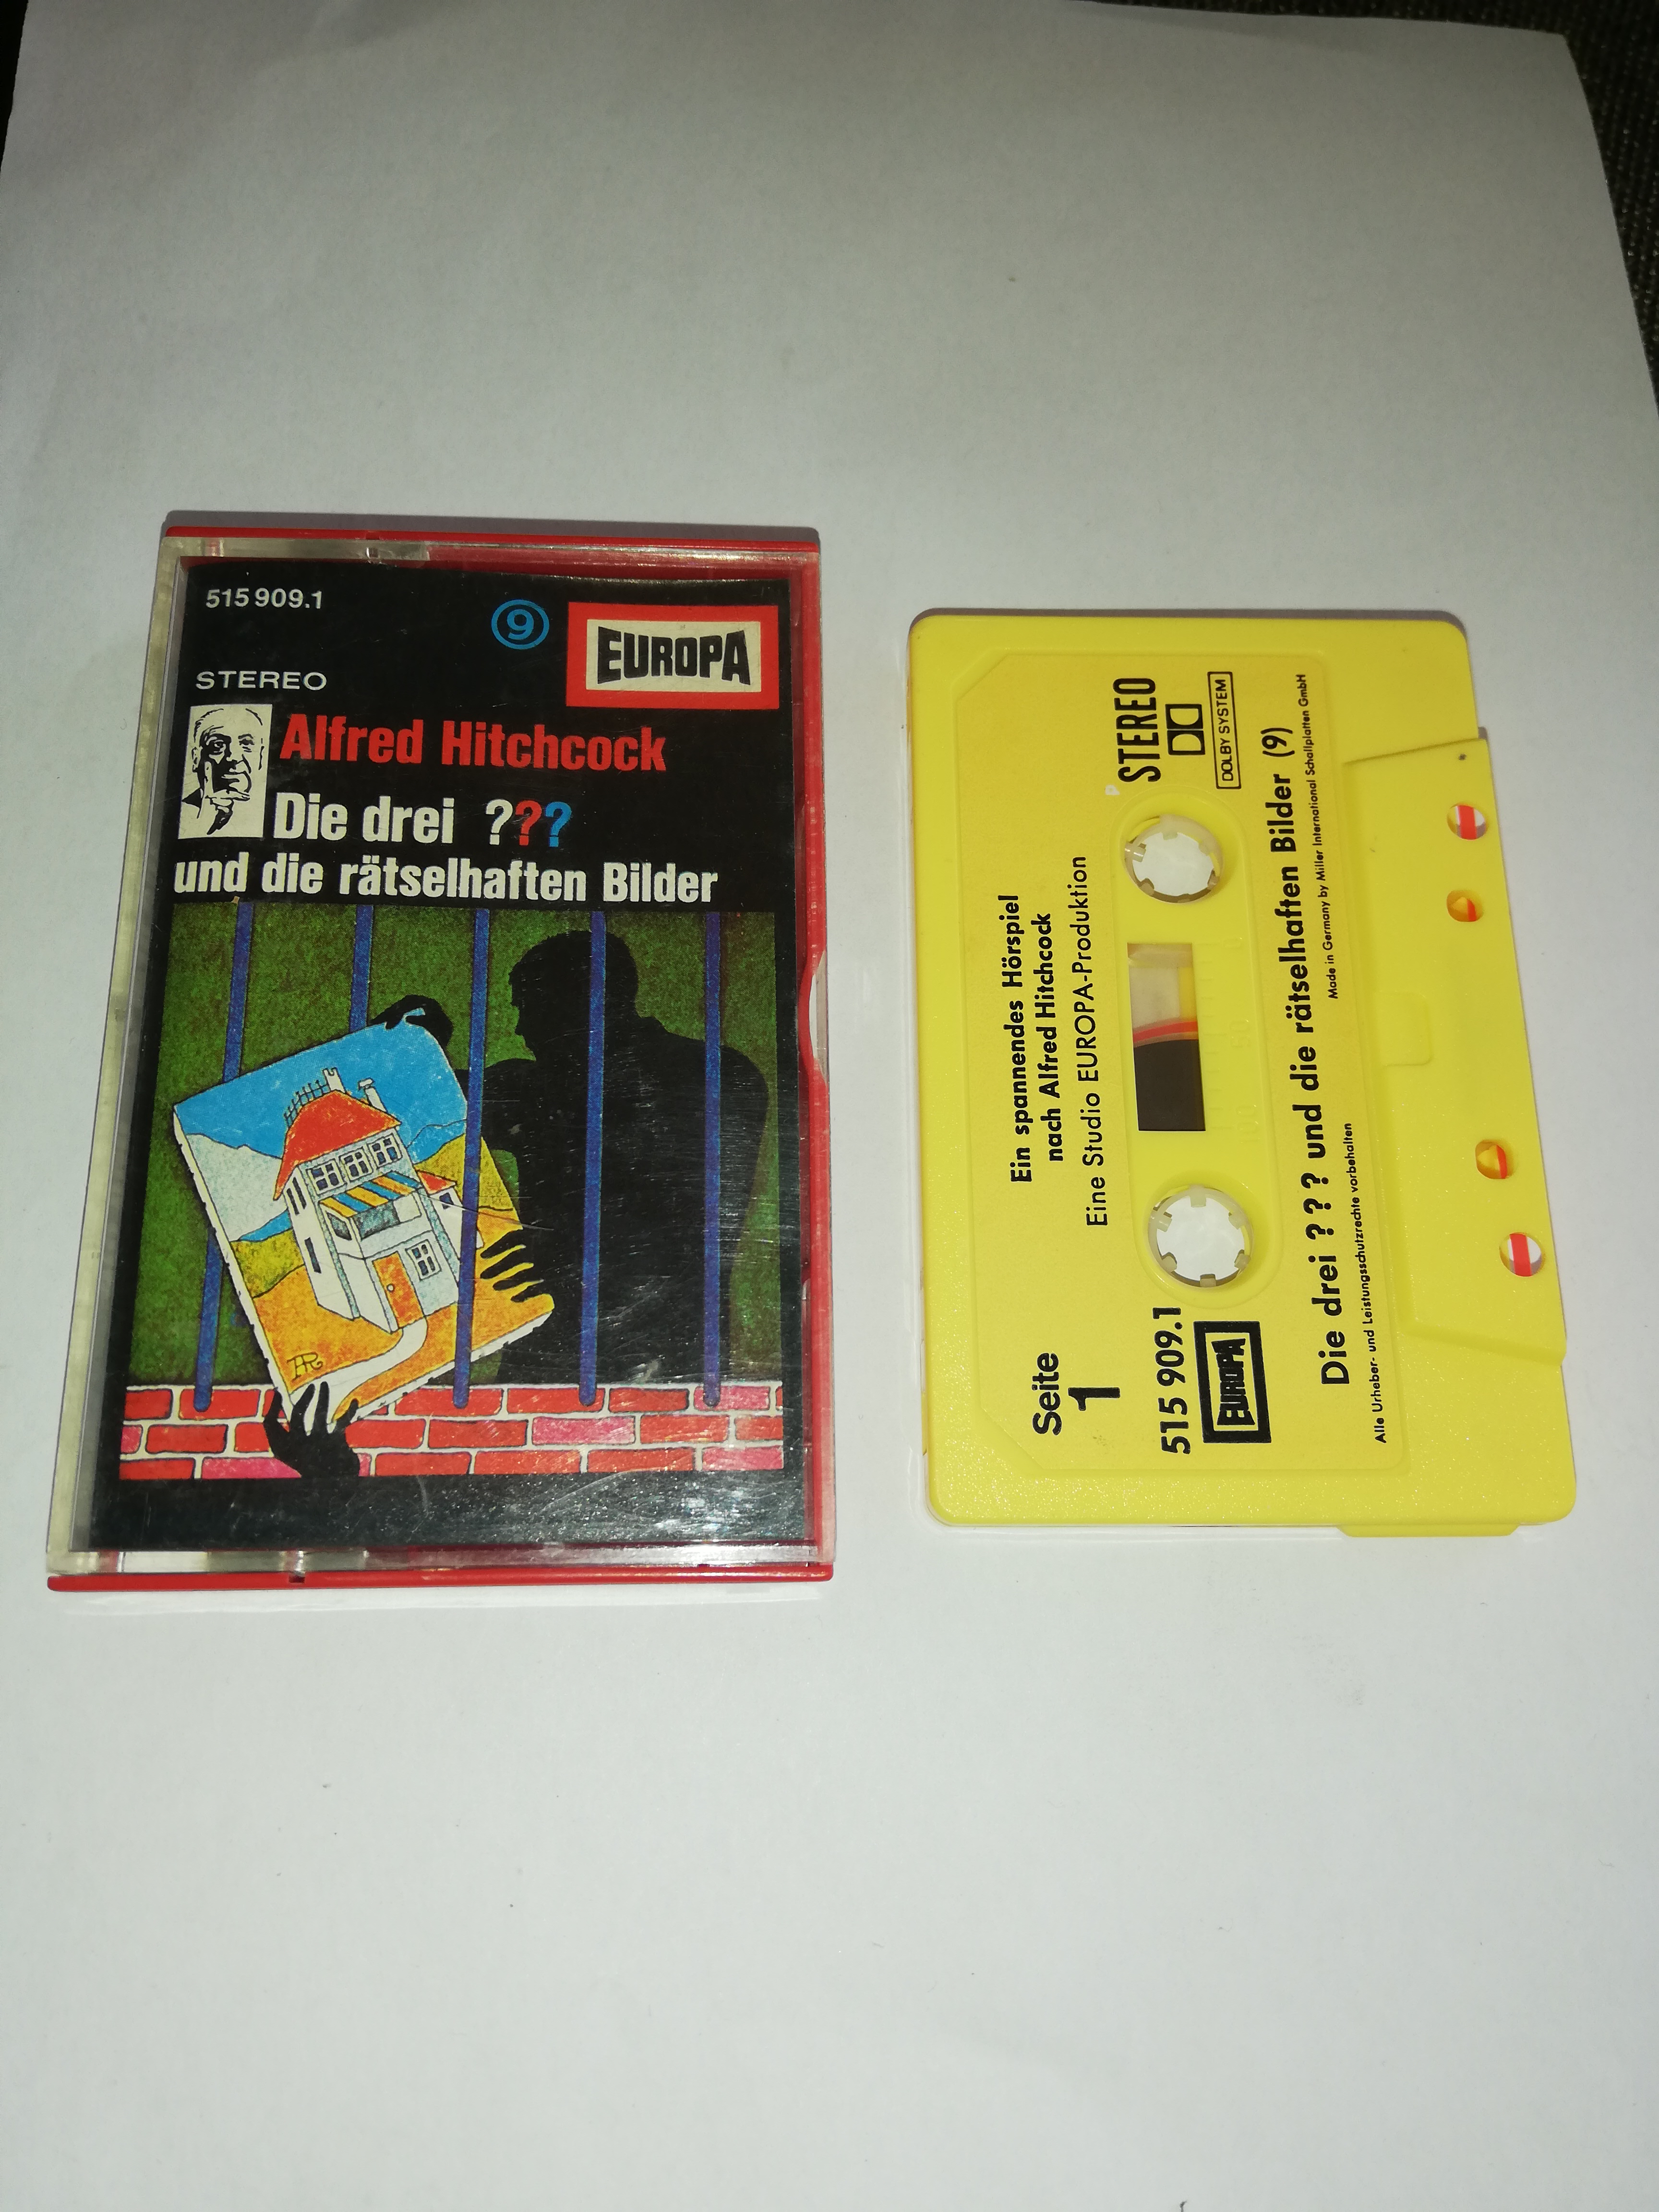 515 909.1
9
EUROPA
STEREO
Alfred Hitchcock
Die drei ???
und die rätselhaften Bilder
AR
Ein spannendes Hörspiel
nach Alfred Hitchcock
Eine Studio EUROPA-Produktion
Seite
1
STEREO
DOLBY SYSTEM
515 909.1
EUROPA
Die drei ? ? ? und die rätselhaften Bilder (9)
Alle Urheber- und Leistungsschutzrechte vorbehalten
Made in Germany by Miller International Schallplatten GmbH